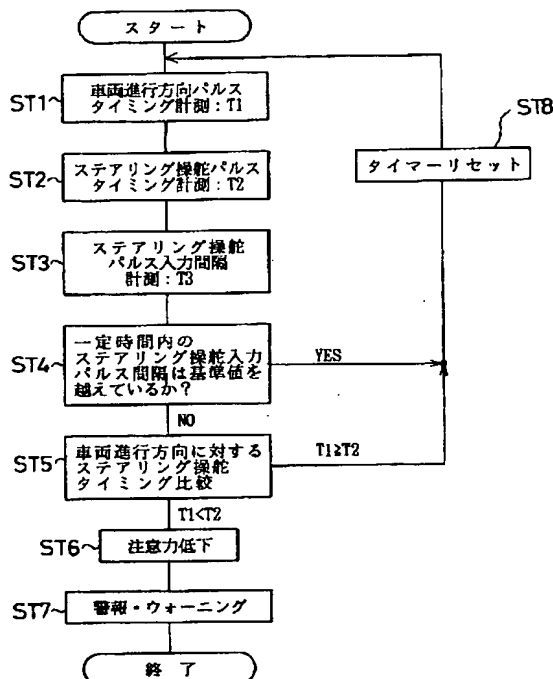 スタート
ST1
車両進行方向パルス
タイミング計測：T1
ST8
タイマーリセット
ST2
ステアリング操舵パルス
タイミング計測：T2
ST3
ステアリング操舵
パルス入力間隔
計測：T3
ST4
一定時間内の
ステアリング操舵入力
パルス間隔は基準値を
越えているか？
YES
NO
ST5
車両進行方向に対する
ステアリング操舵
タイミング比較
T1≧T2
T1<T2
ST6
注意力低下
ST7
警報・ウォーニング
終了